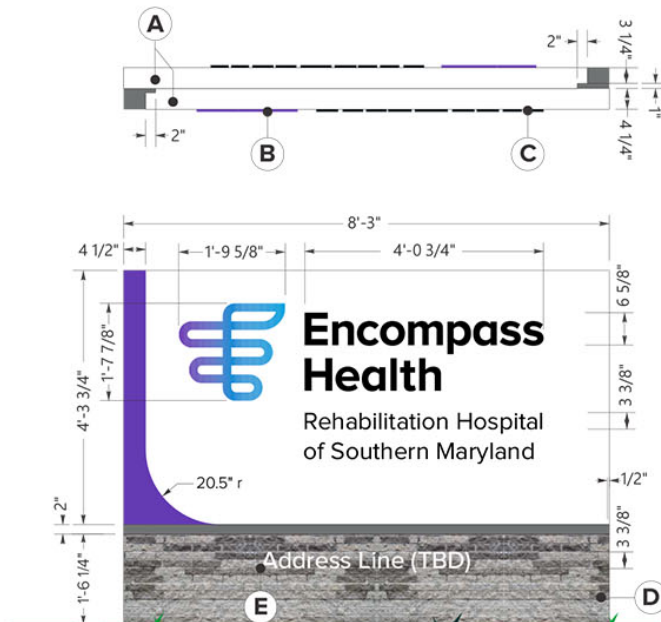 A
2"
3 1/4"
1"
4 1/4"
2"
B
C
8'-3"
4 1/2"
1'-9 5/8"
4'-0 3/4"
6 5/8"
1'-7 7/8"
4'-3 3/4"
Encompass
Health
3 3/8"
Rehabilitation Hospital
of Southern Maryland
20.5" r
1/2"
2"
3 3/8"
Address Line (TBD)
1'-6 1/4"
E
D